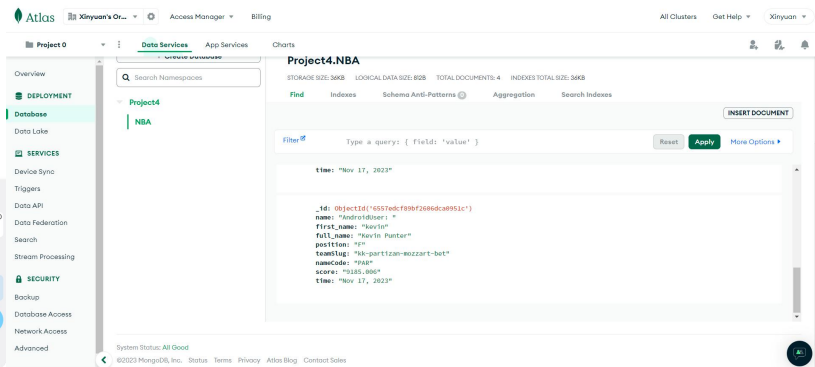 Atlas
Xinyuan's Or...
Access Manager
Billing
All Clusters
Get Help
Xinyuan
Project 0
Data Services
App Services
Charts
Overview
DEPLOYMENT
Database
Data Lake
SERVICES
Device Sync
Triggers
Data API
Data Federation
Search
Stream Processing
SECURITY
Backup
Database Access
Network Access
Advanced
+ Create Database
Search Namespaces
Project4
NBA
Project4.NBA
STORAGE SIZE: 36KB LOGICAL DATA SIZE: 812B TOTAL DOCUMENTS: 4 INDEXES TOTAL SIZE: 36KB
Find
Indexes
Schema Anti-Patterns 0
Aggregation
Search Indexes
INSERT DOCUMENT
Filter
Type a query: { field: 'value' }
Reset
Apply
More Options
time: "Nov 17, 2023"
_id: ObjectId('6557edcf89bf2606dca0951c')
name: "AndroidUser: "
first_name: "kevin"
full_name: "Kevin Punter"
position: "F"
teamSlug: "kk-partizan-mozzart-bet"
nameCode: "PAR"
score: "9185.006"
time: "Nov 17, 2023"
System Status: All Good
©2023 MongoDB, Inc. Status Terms Privacy Atlas Blog Contact Sales